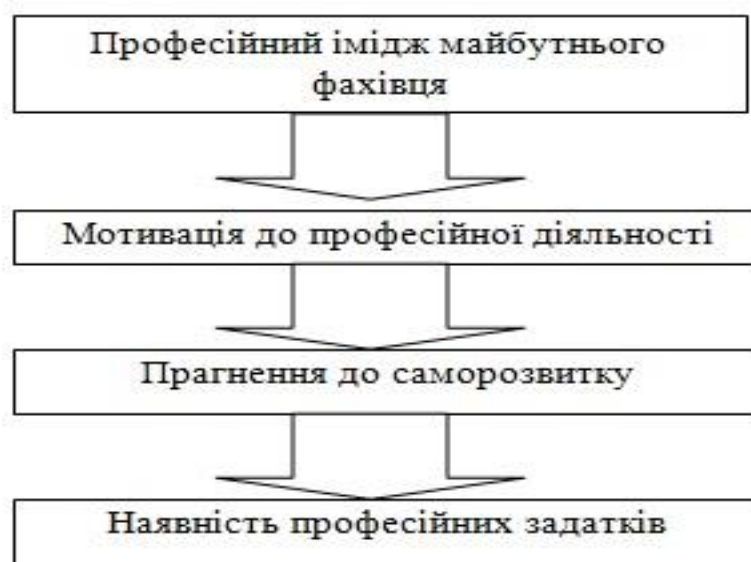 Професійний імідж майбутнього
фахівця
Мотивація до професійної діяльності
Прагнення до саморозвитку
Наявність професійних задатків